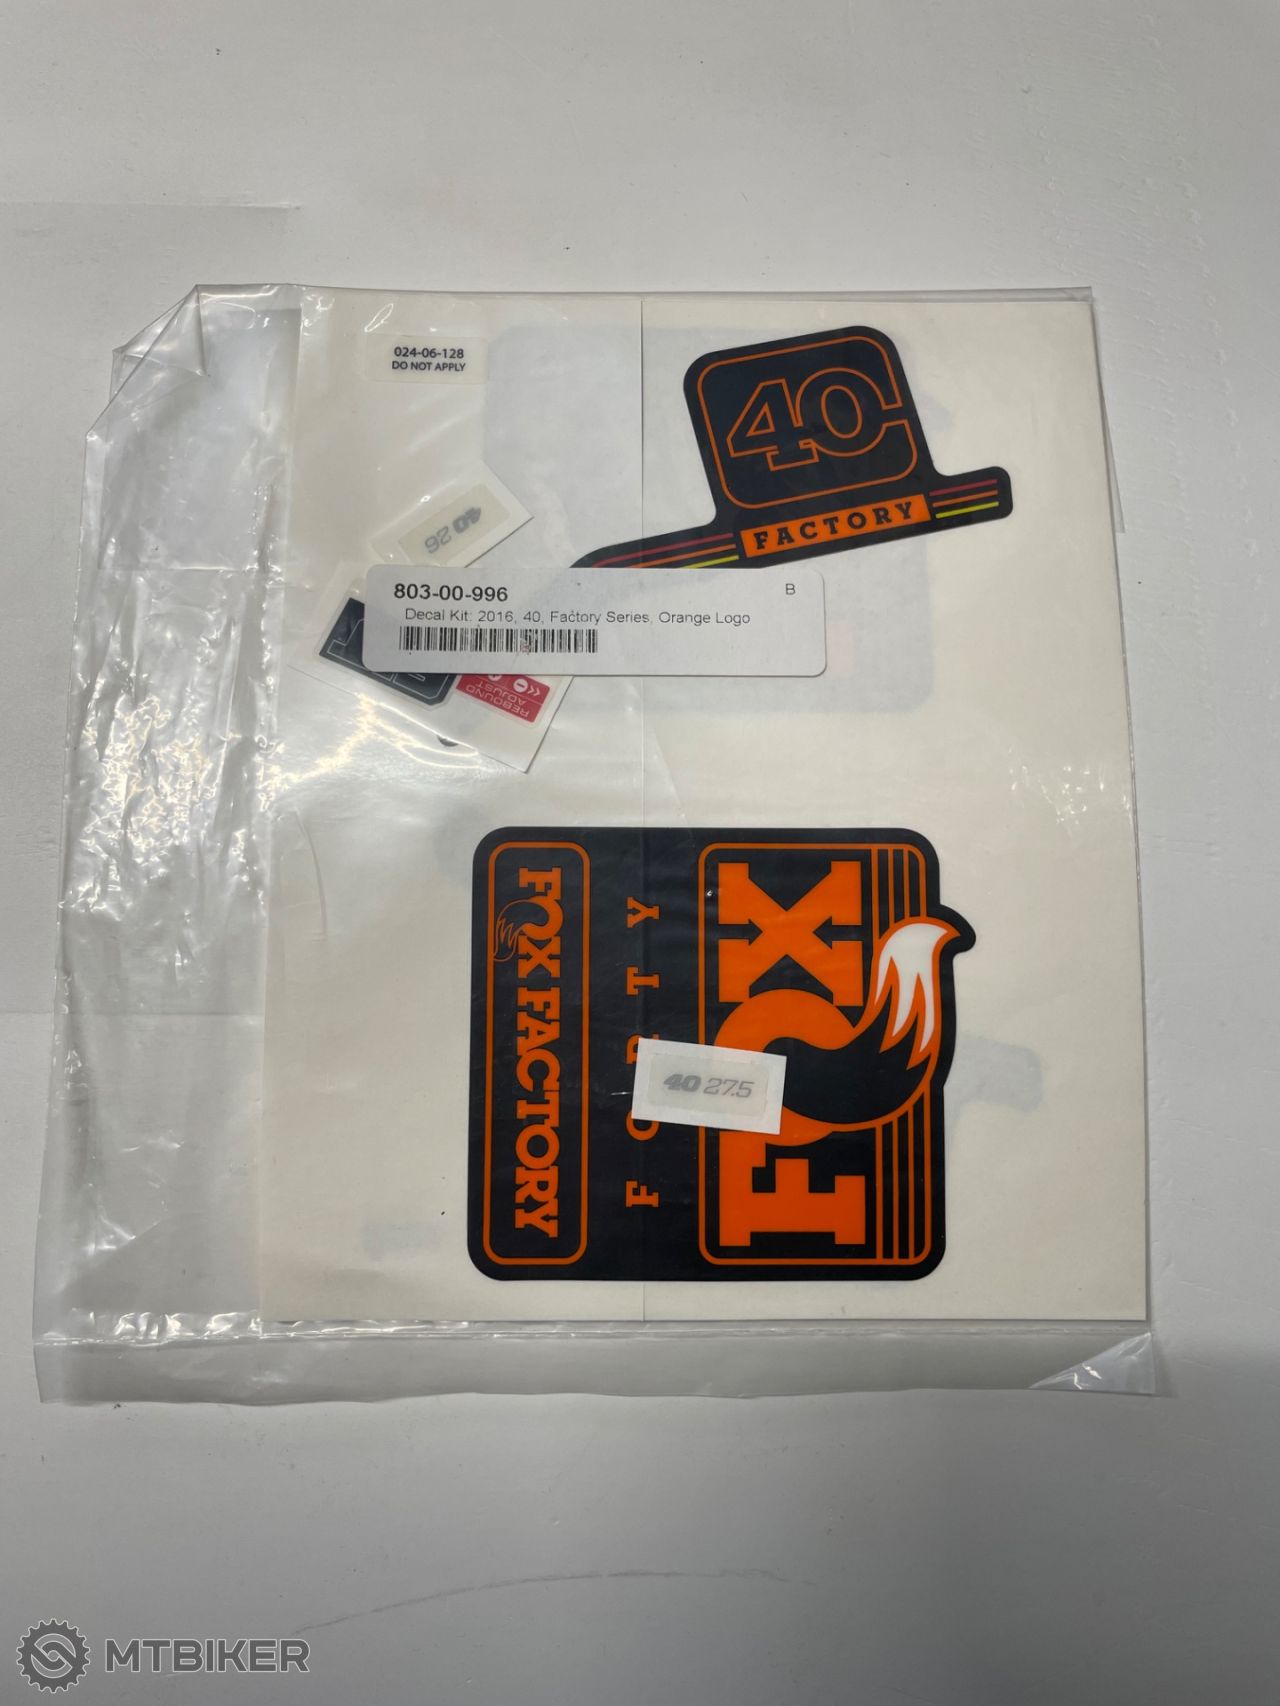 024-06-128
DO NOT APPLY
40
FACTORY
40 26
803-00-996
B
Decal Kit: 2016, 40, Factory Series, Orange Logo
REBOUND
ADJUST
FOX FACTORY
FORTY
FOX
40 27.5
MTBIKER